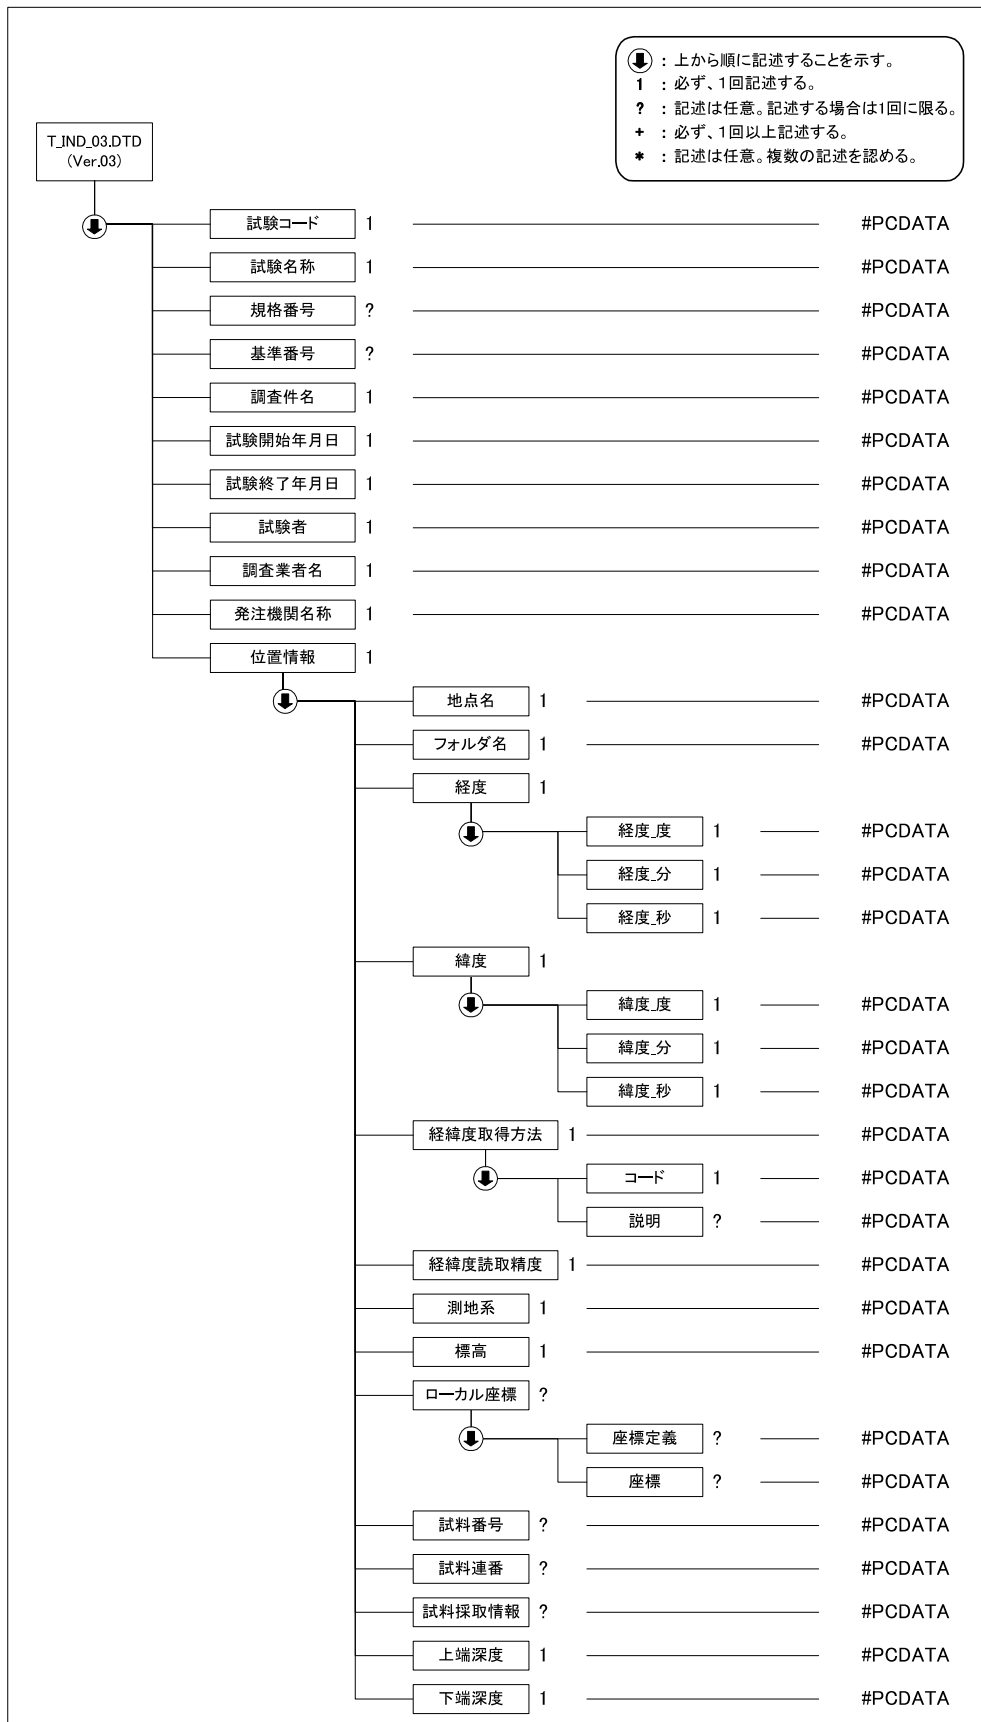 ⬇ : 上から順に記述することを示す。
1 : 必ず、1回記述する。
? : 記述は任意。記述する場合は1回に限る。
+ : 必ず、1回以上記述する。
* : 記述は任意。複数の記述を認める。
T_IND_03.DTD
(Ver.03)
試験コード 1 #PCDATA
試験名称 1 #PCDATA
規格番号 ? #PCDATA
基準番号 ? #PCDATA
調査件名 1 #PCDATA
試験開始年月日 1 #PCDATA
試験終了年月日 1 #PCDATA
試験者 1 #PCDATA
調査業者名 1 #PCDATA
発注機関名称 1 #PCDATA
位置情報 1
地点名 1 #PCDATA
フォルダ名 1 #PCDATA
経度 1
経度_度 1 #PCDATA
経度_分 1 #PCDATA
経度_秒 1 #PCDATA
緯度 1
緯度_度 1 #PCDATA
緯度_分 1 #PCDATA
緯度_秒 1 #PCDATA
経緯度取得方法 1 #PCDATA
コード 1 #PCDATA
説明 ? #PCDATA
経緯度読取精度 1 #PCDATA
測地系 1 #PCDATA
標高 1 #PCDATA
ローカル座標 ?
座標定義 ? #PCDATA
座標 ? #PCDATA
試料番号 ? #PCDATA
試料連番 ? #PCDATA
試料採取情報 ? #PCDATA
上端深度 1 #PCDATA
下端深度 1 #PCDATA